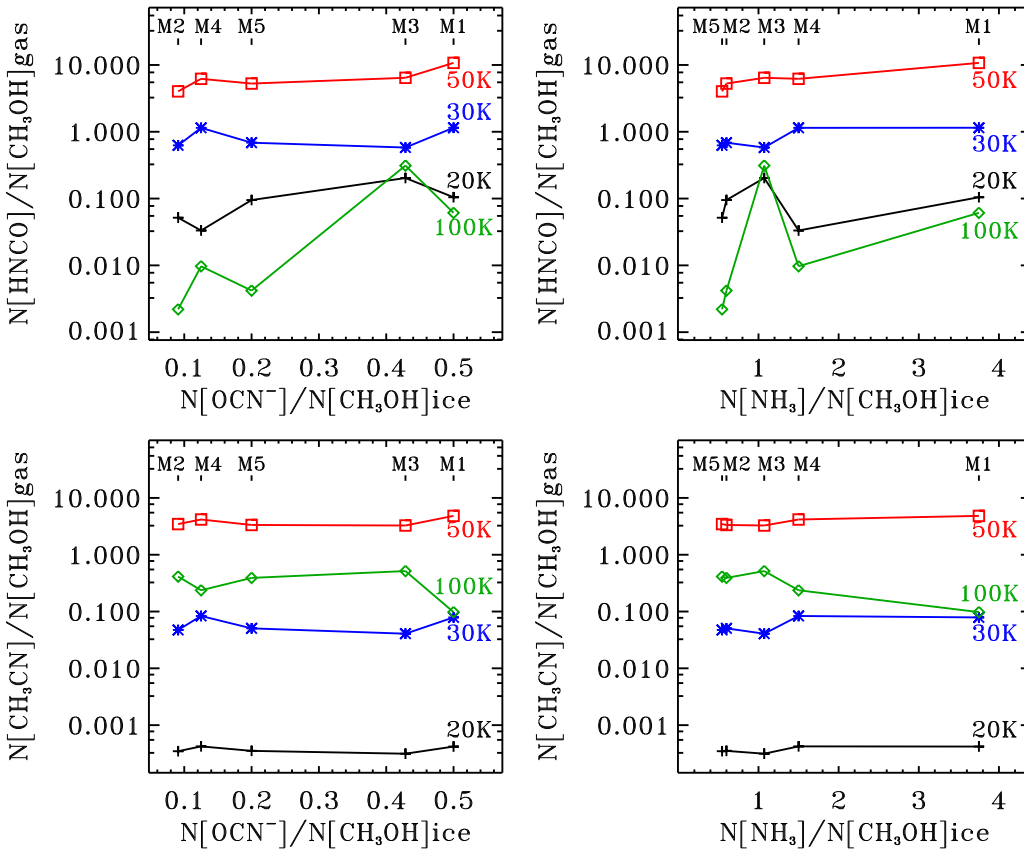 M2 M4 M5 M3 M1
10.000
1.000
0.100
0.010
0.001
50K
30K
20K
100K
0.1 0.2 0.3 0.4 0.5
N[OCN⁻]/N[CH₃OH]ice
N[HNCO]/N[CH₃OH]gas
M5 M2 M3 M4 M1
10.000
1.000
0.100
0.010
0.001
50K
30K
20K
100K
1 2 3 4
N[NH₃]/N[CH₃OH]ice
N[HNCO]/N[CH₃OH]gas
M2 M4 M5 M3 M1
10.000
1.000
0.100
0.010
0.001
50K
100K
30K
20K
0.1 0.2 0.3 0.4 0.5
N[OCN⁻]/N[CH₃OH]ice
N[CH₃CN]/N[CH₃OH]gas
M5 M2 M3 M4 M1
10.000
1.000
0.100
0.010
0.001
50K
100K
30K
20K
1 2 3 4
N[NH₃]/N[CH₃OH]ice
N[CH₃CN]/N[CH₃OH]gas